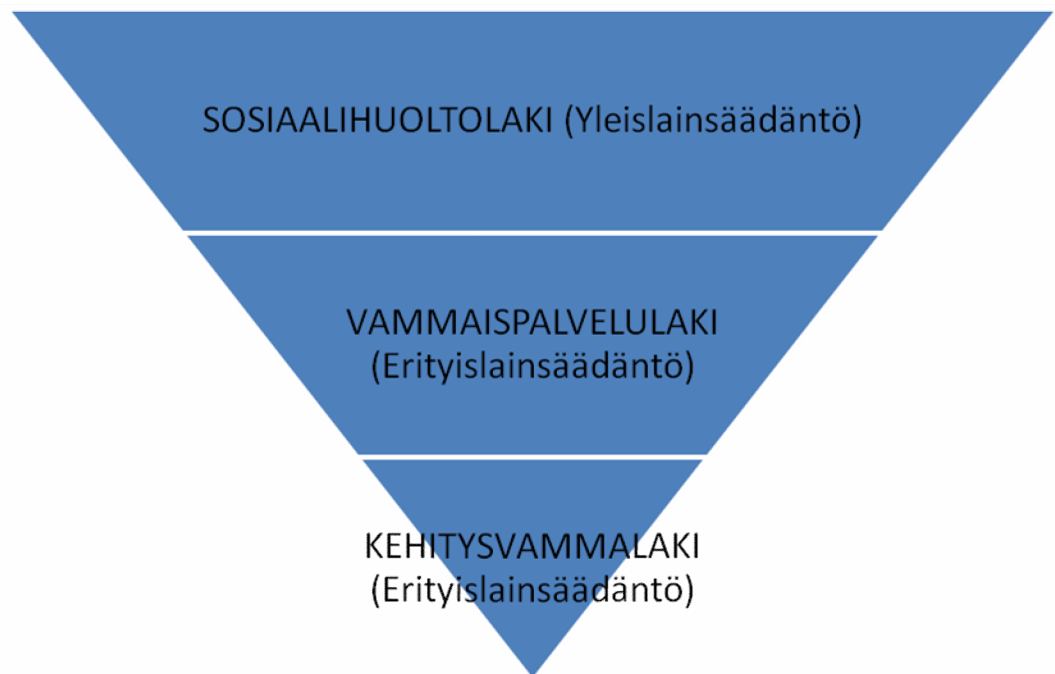 SOSIAALIHUOLTOLAKI (Yleislainsäädäntö)
VAMMAISPALVELULAKI
(Erityislainsäädäntö)
KEHITYSVAMMALAKI
(Erityislainsäädäntö)